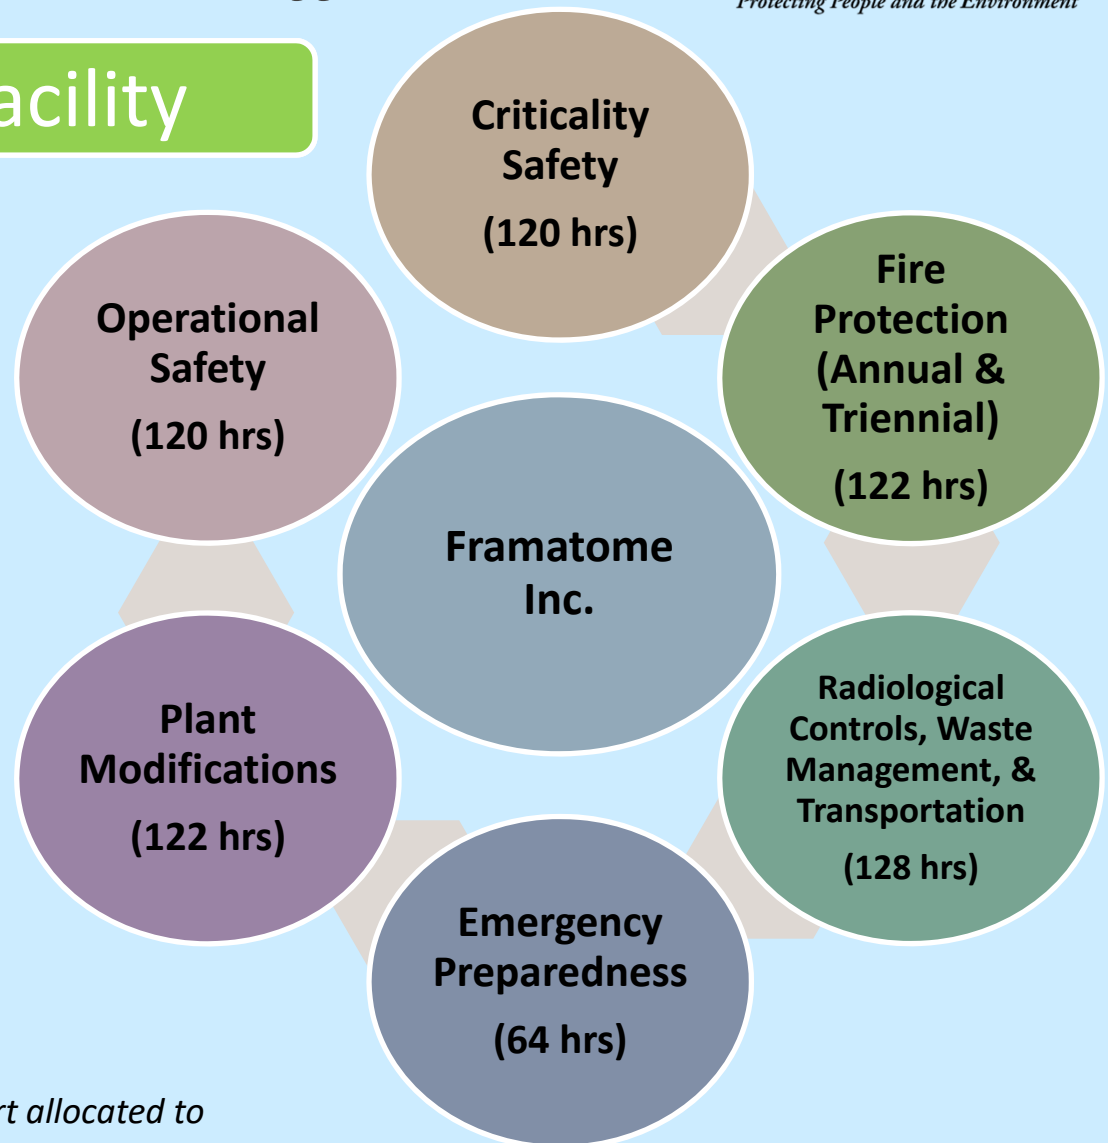 Protecting People and the Environment
acility
Criticality
Safety
(120 hrs)
Fire
Protection
(Annual &
Triennial)
(122 hrs)
Radiological
Controls, Waste
Management, &
Transportation
(128 hrs)
Emergency
Preparedness
(64 hrs)
Plant
Modifications
(122 hrs)
Operational
Safety
(120 hrs)
Framatome
Inc.
rt allocated to